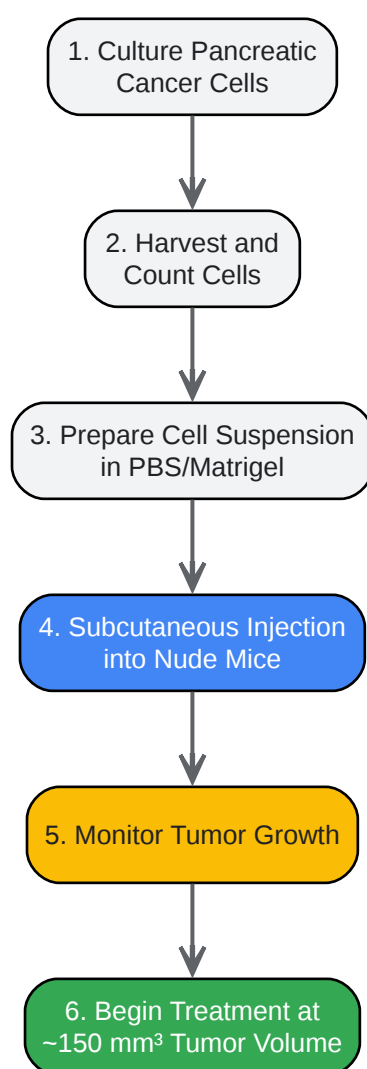 1. Culture Pancreatic
Cancer Cells
2. Harvest and
Count Cells
3. Prepare Cell Suspension
in PBS/Matrigel
4. Subcutaneous Injection
into Nude Mice
5. Monitor Tumor Growth
6. Begin Treatment at
~150 mm³ Tumor Volume